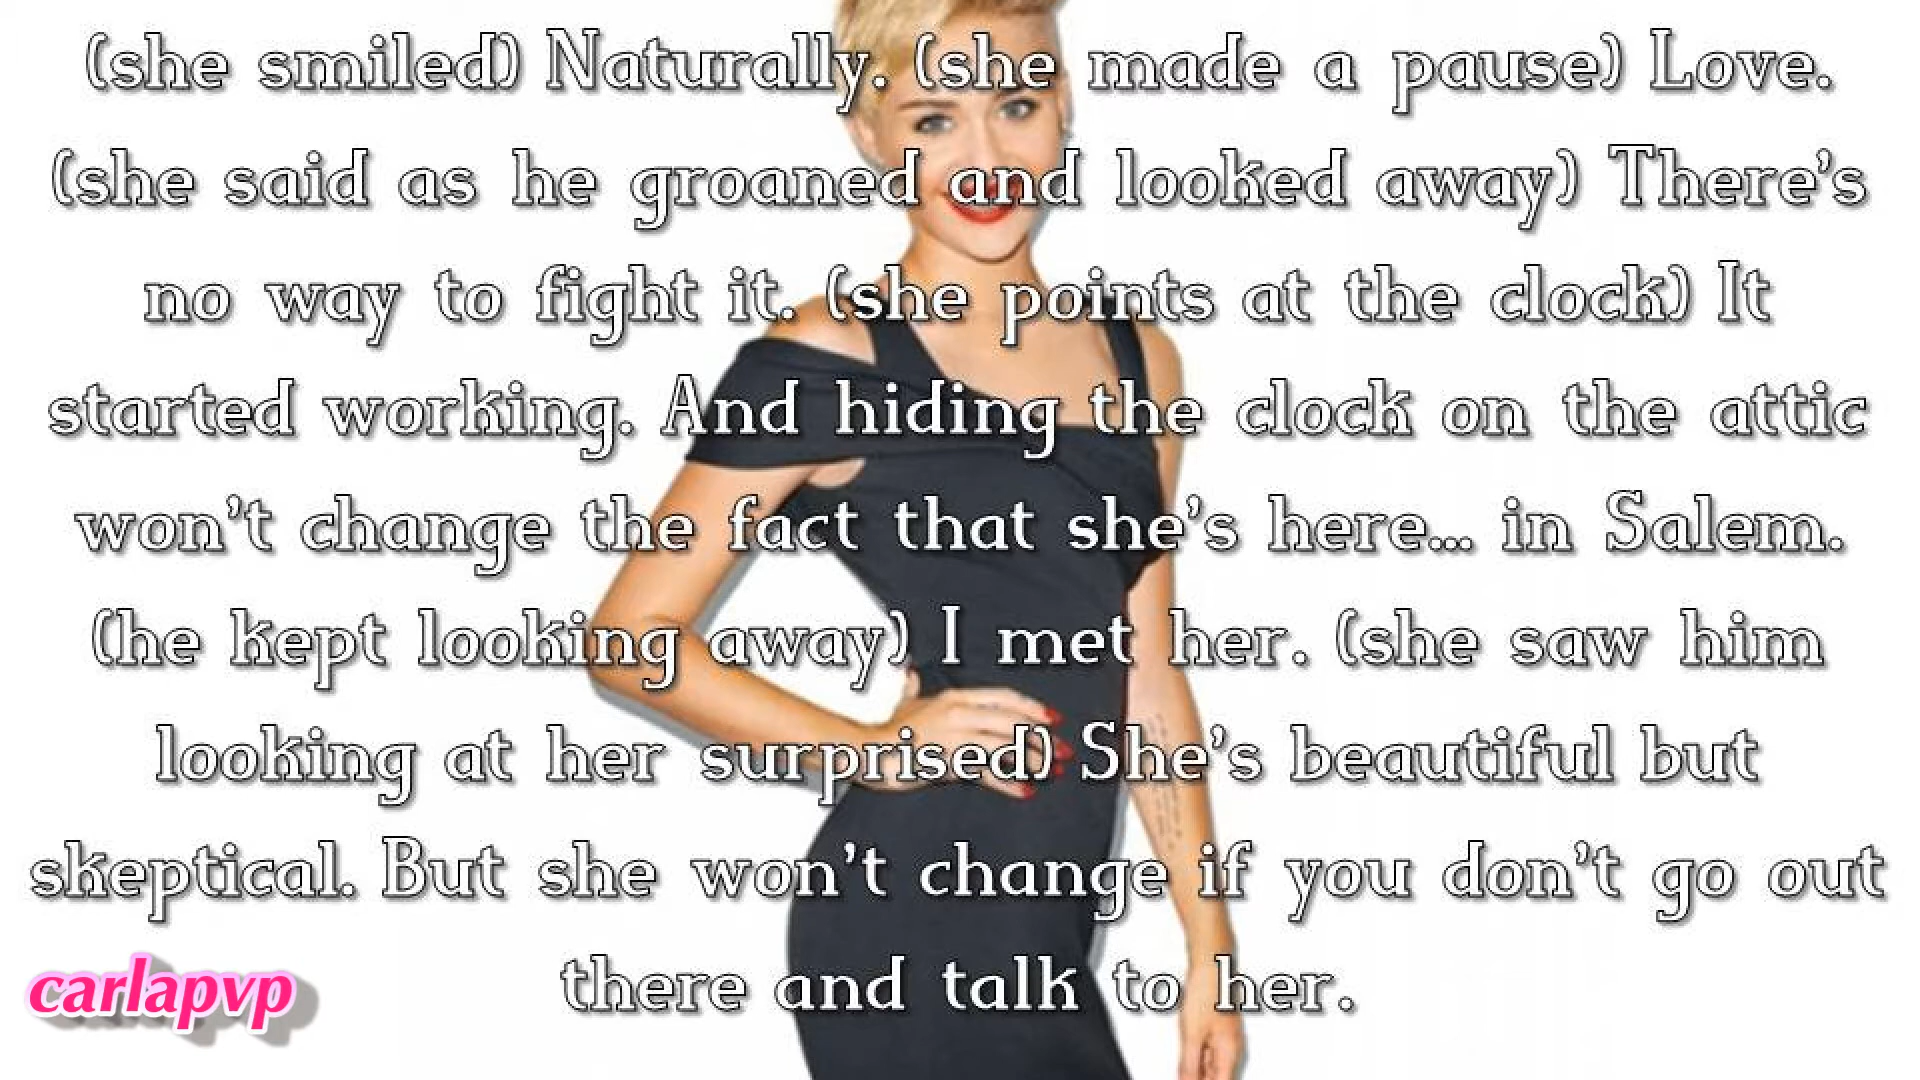 (she smiled) Naturally. (she made a pause) Love.
(she said as he groaned and looked away) There's
no way to fight it. (she points at the clock) It
started working. And hiding the clock on the attic
won't change the fact that she's here... in Salem.
(he kept looking away) I met her. (she saw him
looking at her surprised) She's beautiful but
skeptical. But she won't change if you don't go out
there and talk to her.
carlapvp